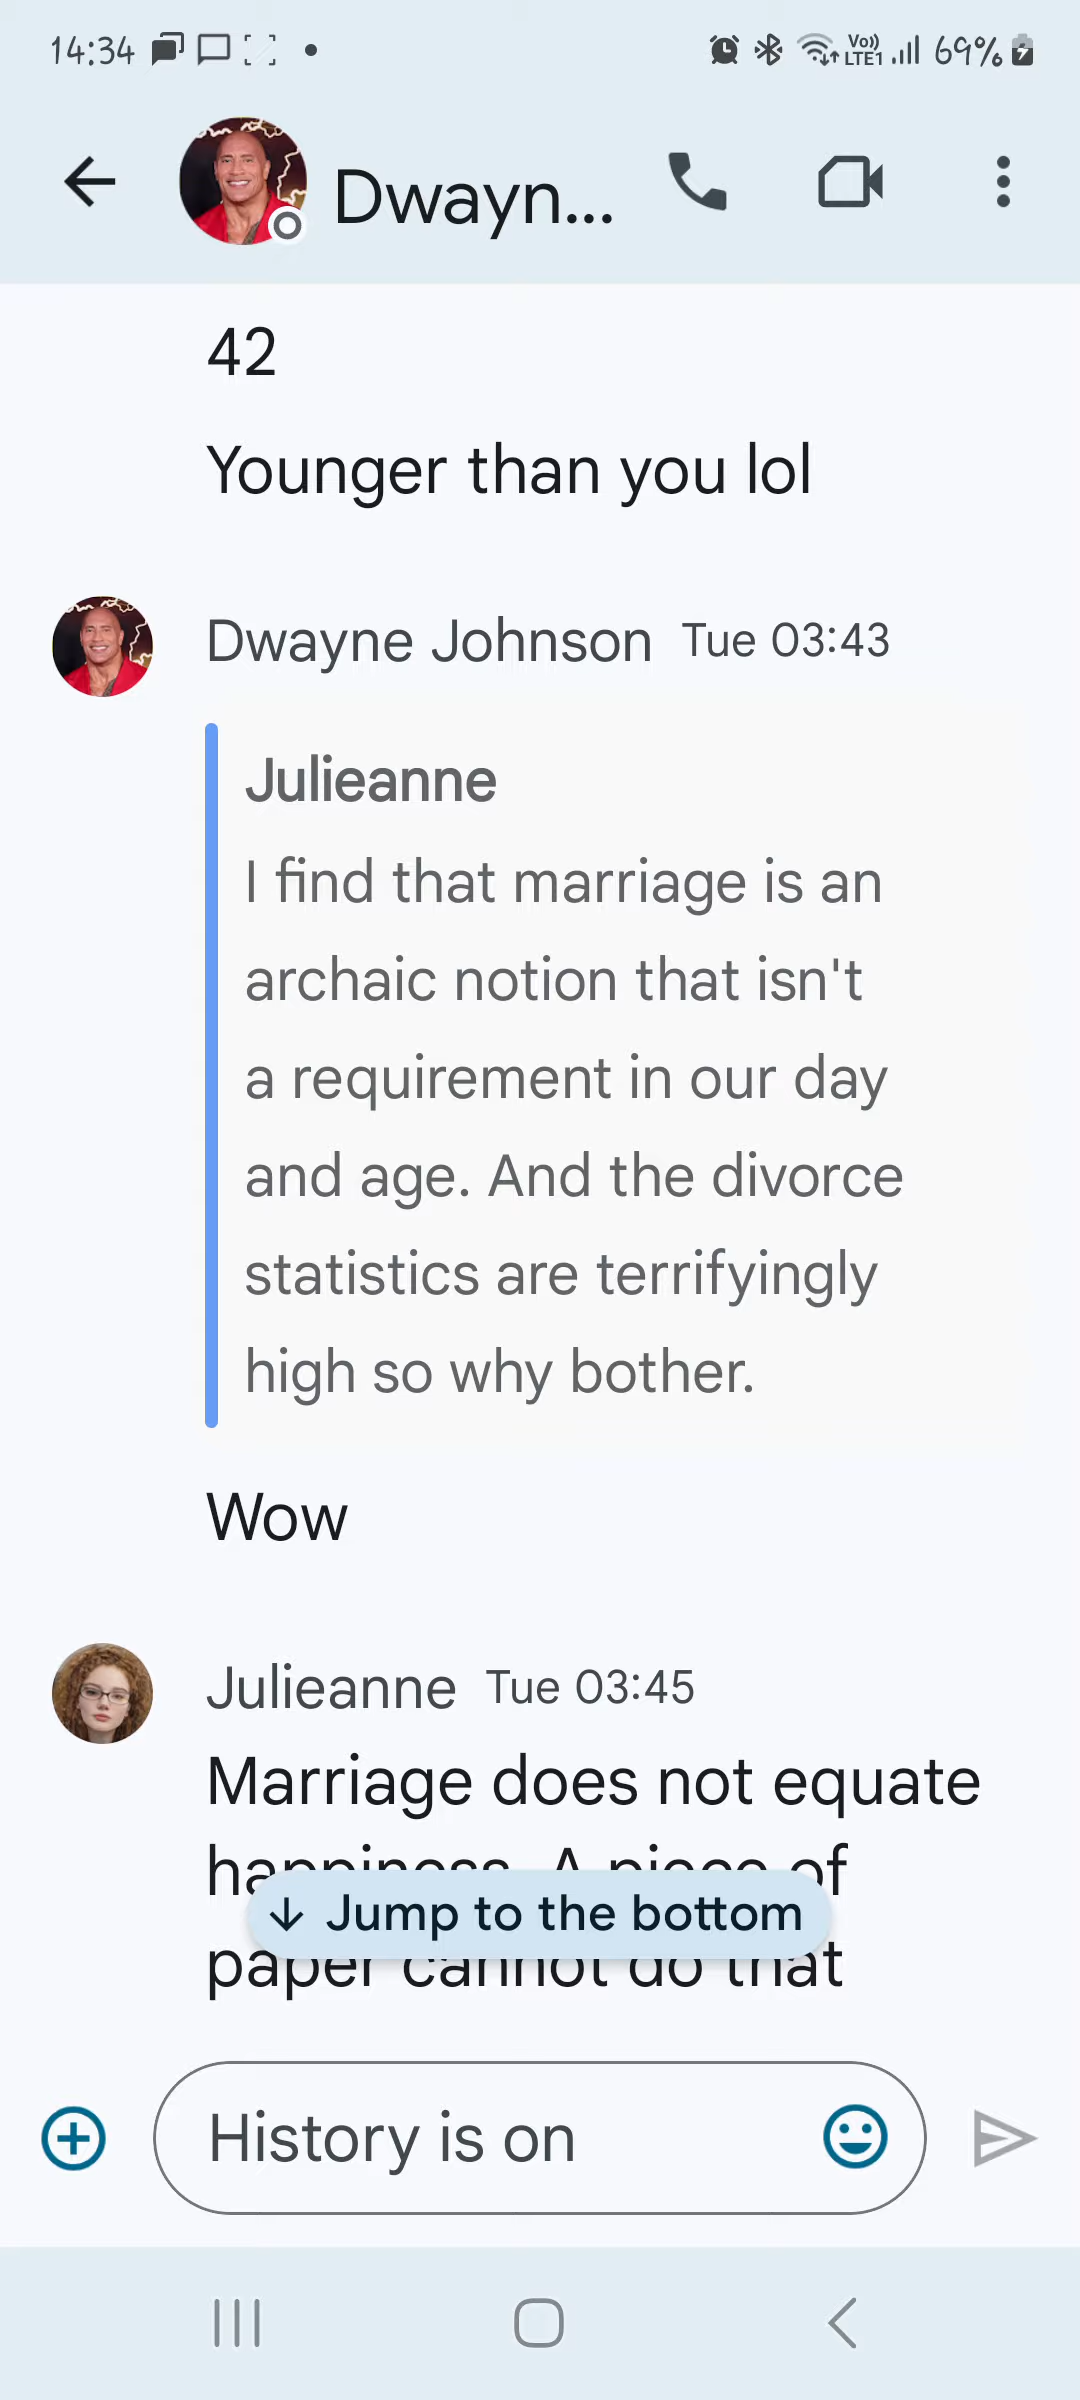 14:34
Vo))
LTE1
69%
Dwayn...
42
Younger than you lol
Dwayne Johnson Tue 03:43
Julieanne
I find that marriage is an
archaic notion that isn't
a requirement in our day
and age. And the divorce
statistics are terrifyingly
high so why bother.
Wow
Julieanne Tue 03:45
Marriage does not equate
happiness. A piece of
Jump to the bottom
paper cannot do that
History is on